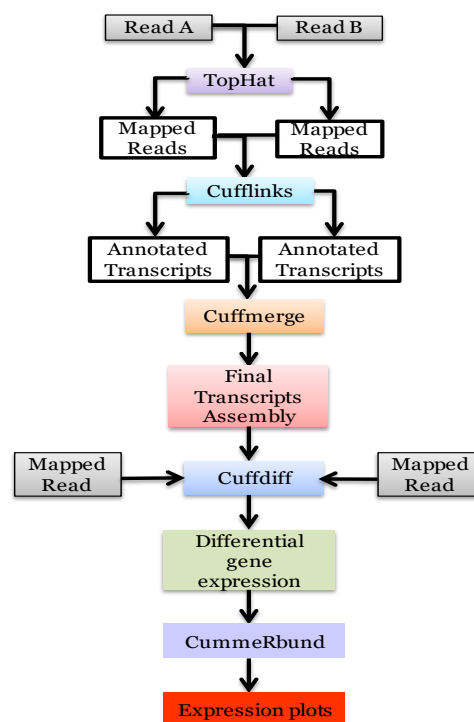 Read A
Read B
TopHat
Mapped
Reads
Mapped
Reads
Cufflinks
Annotated
Transcripts
Annotated
Transcripts
Cuffmerge
Final
Transcripts
Assembly
Mapped
Read
Cuffdiff
Mapped
Read
Differential
gene
expression
CummeRbund
Expression plots